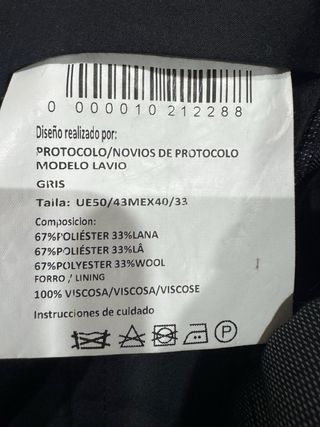 0 000010 212288
Diseño realizado por:
PROTOCOLO/NOVIOS DE PROTOCOLO
MODELO LAVIO
GRIS
Taila: UE50/43MEX40/33
Composicion:
67%POLIÉSTER 33%LANA
67%POLIÉSTER 33%LÂ
67%POLYESTER 33%WOOL
FORRO / LINING
100% VISCOSA/VISCOSA/VISCOSE
Instrucciones de cuidado
P